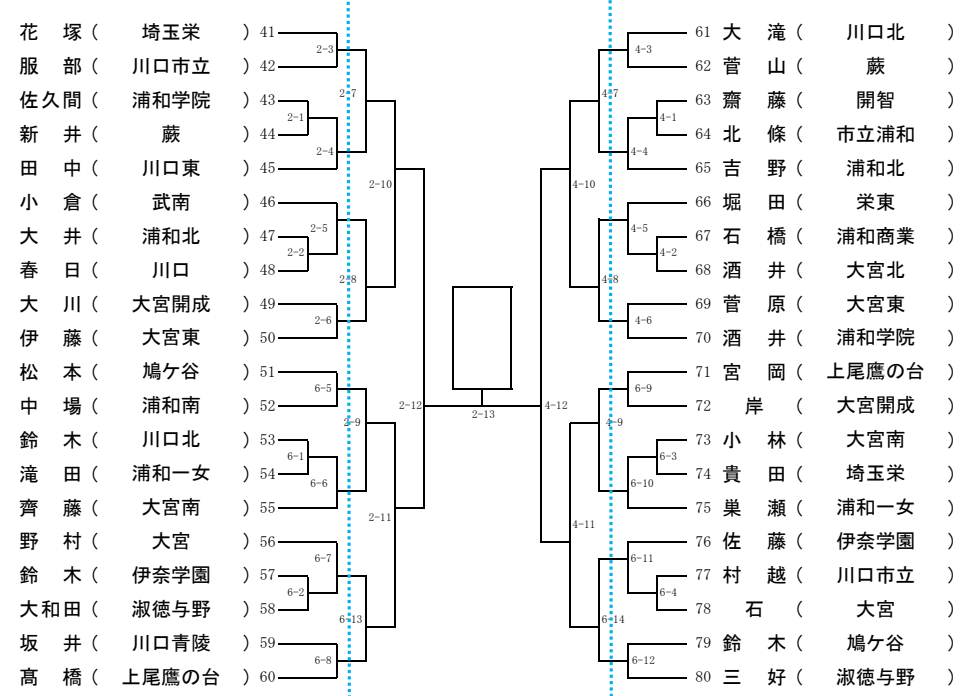 花 塚 ( 埼玉栄 ) 41
服 部 ( 川口市立 ) 42
佐久間 ( 浦和学院 ) 43
新 井 ( 蕨 ) 44
田 中 ( 川口東 ) 45
小 倉 ( 武南 ) 46
大 井 ( 浦和北 ) 47
春 日 ( 川口 ) 48
大 川 ( 大宮開成 ) 49
伊 藤 ( 大宮東 ) 50
松 本 ( 鳩ケ谷 ) 51
中 場 ( 浦和南 ) 52
鈴 木 ( 川口北 ) 53
滝 田 ( 浦和一女 ) 54
齊 藤 ( 大宮南 ) 55
野 村 ( 大宮 ) 56
鈴 木 ( 伊奈学園 ) 57
大和田 ( 淑徳与野 ) 58
坂 井 ( 川口青陵 ) 59
髙 橋 ( 上尾鷹の台 ) 60
2-3
2-1
2-4
2-5
2-2
2-6
6-5
6-1
6-6
6-7
6-2
6-8
2-7
2-8
2-9
6-13
2-10
2-11
2-12
2-13
4-12
4-10
4-11
4-7
4-8
4-9
6-14
4-3
4-1
4-4
4-5
4-2
4-6
6-9
6-3
6-10
6-11
6-4
6-12
61 大 滝 ( 川口北 )
62 菅 山 ( 蕨 )
63 齋 藤 ( 開智 )
64 北 條 ( 市立浦和 )
65 吉 野 ( 浦和北 )
66 堀 田 ( 栄東 )
67 石 橋 ( 浦和商業 )
68 酒 井 ( 大宮北 )
69 菅 原 ( 大宮東 )
70 酒 井 ( 浦和学院 )
71 宮 岡 ( 上尾鷹の台 )
72 岸 ( 大宮開成 )
73 小 林 ( 大宮南 )
74 貴 田 ( 埼玉栄 )
75 巣 瀬 ( 浦和一女 )
76 佐 藤 ( 伊奈学園 )
77 村 越 ( 川口市立 )
78 石 ( 大宮 )
79 鈴 木 ( 鳩ケ谷 )
80 三 好 ( 淑徳与野 )